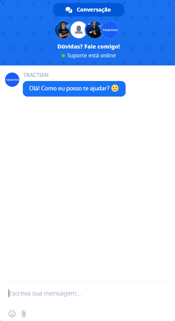 Conversação
Dúvidas? Fale comigo!
Suporte está online
TRACTIAN
Olá! Como eu posso te ajudar? 😉
Escreva sua mensagem...